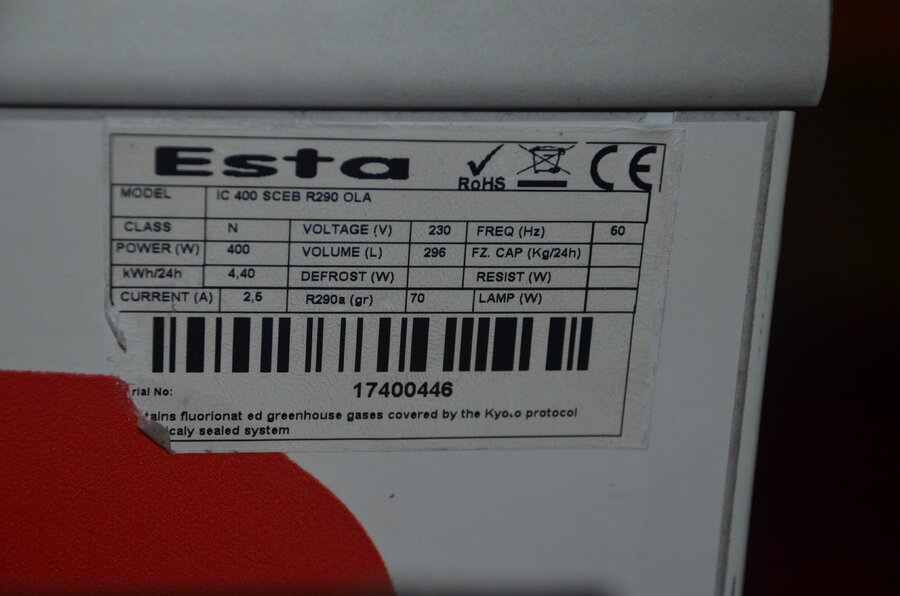 Esta RoHS CE
MODEL IC 400 SCEB R290 OLA
CLASS N VOLTAGE (V) 230 FREQ (Hz) 50
POWER (W) 400 VOLUME (L) 296 FZ. CAP (Kg/24h)
kWh/24h 4,40 DEFROST (W) RESIST (W)
CURRENT (A) 2,5 R290a (gr) 70 LAMP (W)
rial No: 17400446
tains fluorionat ed greenhouse gases covered by the Kyoto protocol
icaly sealed system